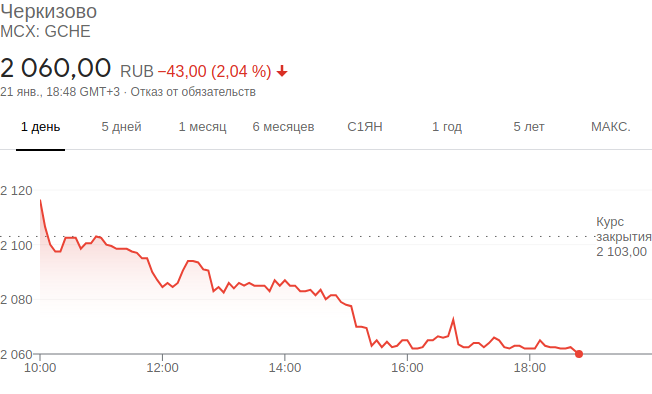 Черкизово
MCX: GCHE
2 060,00 RUB −43,00 (2,04 %)
21 янв., 18:48 GMT+3 · Отказ от обязательств
1 день 5 дней 1 месяц 6 месяцев С1ЯН 1 год 5 лет МАКС.
2 120
Курс
закрытия
2 103,00
2 100
2 080
2 060
10:00 12:00 14:00 16:00 18:00